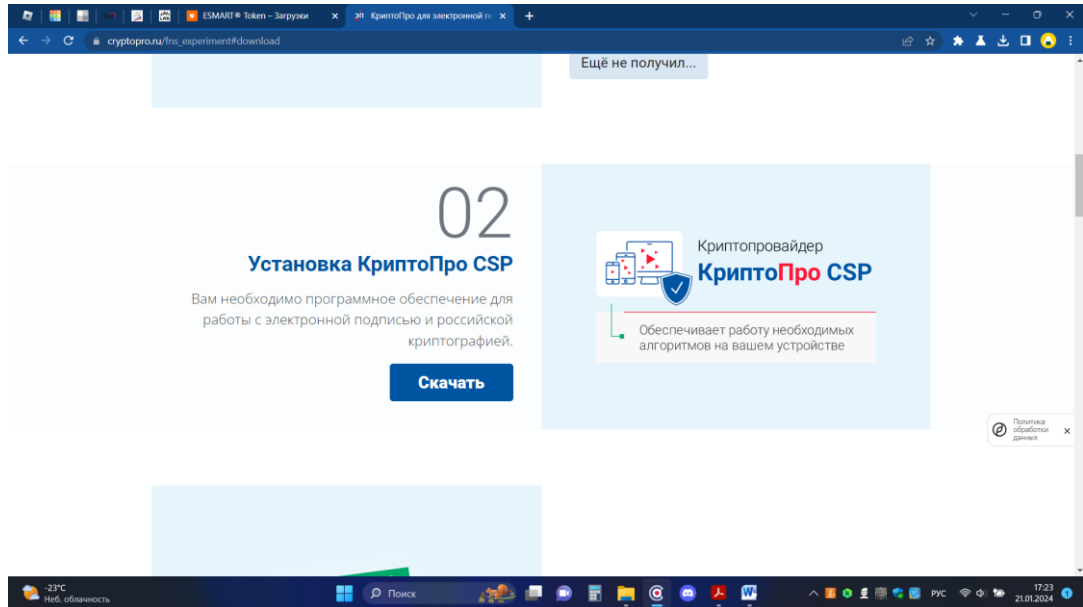 ESMART® Token – Загрузки
КриптоПро для электронной по
cryptopro.ru/fns_experiment#download
Ещё не получил...
02
Установка КриптоПро CSP
Вам необходимо программное обеспечение для
работы с электронной подписью и российской
криптографией.
Скачать
Криптопровайдер
КриптоПро CSP
Обеспечивает работу необходимых
алгоритмов на вашем устройстве
Политика
обработки
данных
-23°C
Неб. облачность
Поиск
РУС
17:23
21.01.2024